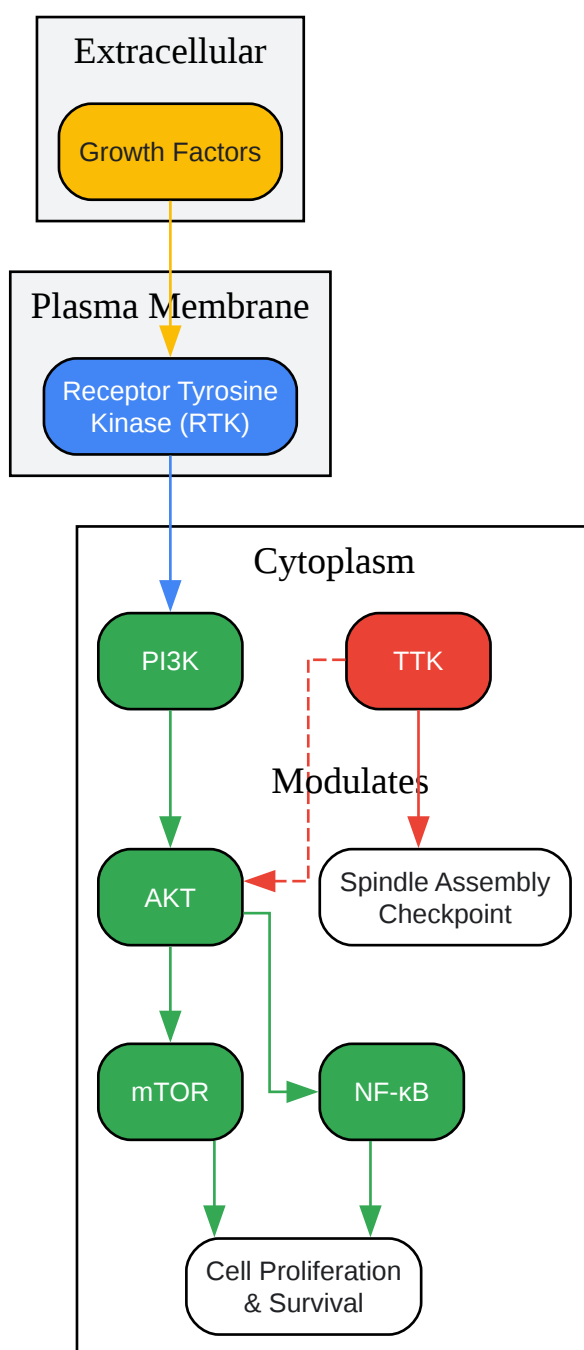 Extracellular
Growth Factors
Plasma Membrane
Receptor Tyrosine
Kinase (RTK)
Cytoplasm
PI3K
TTK
Modulates
AKT
Spindle Assembly
Checkpoint
mTOR
NF-κB
Cell Proliferation
& Survival